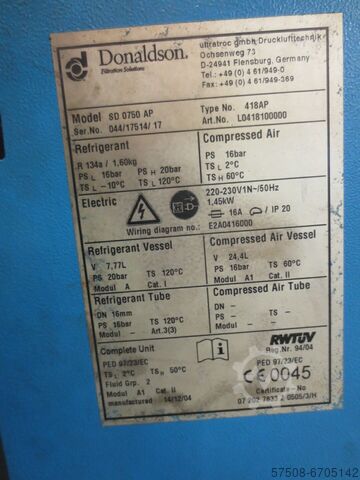 Donaldson.
Filtration Solutions
ultratroc gmbh Drucklufttechnik
Ochsenweg 73
D-24941 Flensburg, Germany
Tel.: +49 (0) 4 61/949-0
Fax: +49 (0) 4 61/949-369
Model SD 0750 AP Type No. 418AP
Ser.No. 044/17514/ 17 Art.No. L0418100000
Refrigerant Compressed Air
R 134a / 1,60kg PS 16bar
PS L 16bar PS H 20bar TS L 2°C
TS L -10°C TS L 120°C TS H 60°C
Electric 220-230V1N~/50Hz
1,45kW
16A / IP 20
Wiring diagram no.: E2A0416000
Refrigerant Vessel Compressed Air Vessel
V 7,77L V 24,4L
PS 20bar TS 120°C PS 16bar TS 60°C
Modul A Cat. I Modul A1 Cat. II
Refrigerant Tube Compressed Air Tube
DN 16mm DN –
PS 16bar TS 120°C PS – TS –
Modul – Art.3(3) Modul – –
Complete Unit RWTÜV
Reg.Nr. 94/04
PED 97/23/EC PED 97/23/EC
TS L 2°C TS H 50°C CE 0045
Fluid Grp. 2
Modul A1 Cat. II Certificate - No
manufactured 14/12/04
57508-6705142